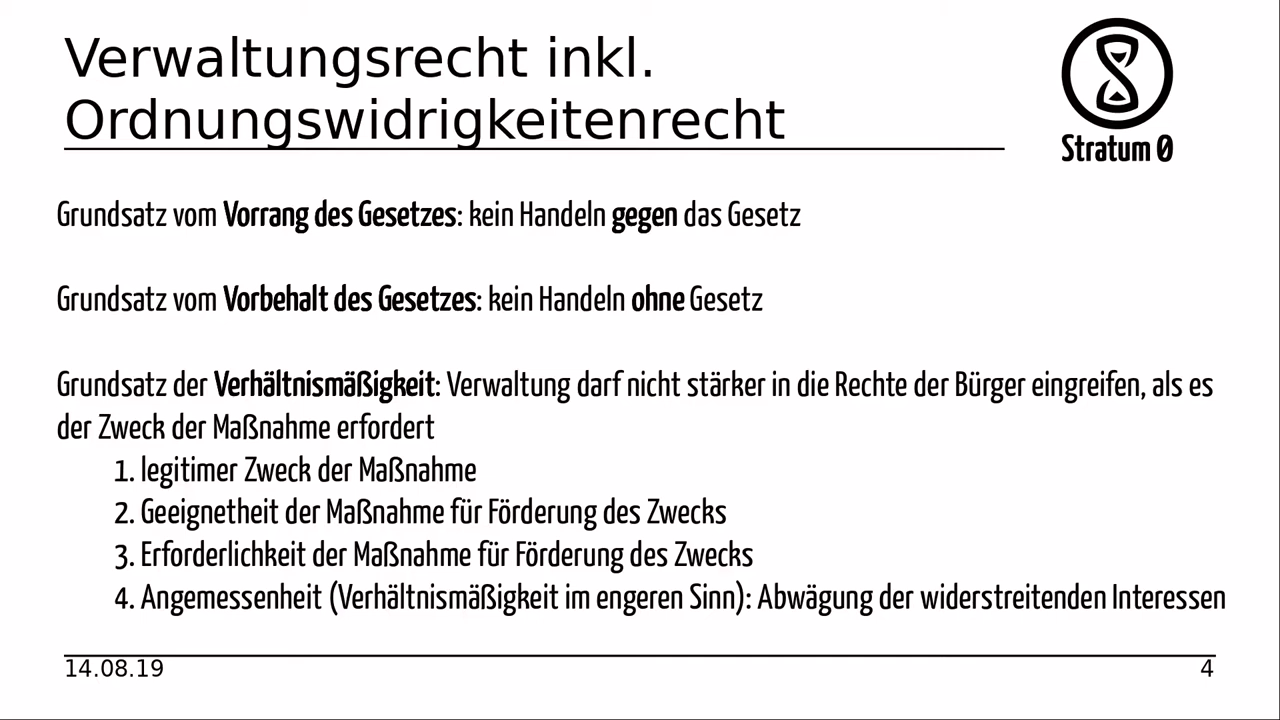 Verwaltungsrecht inkl.
Ordnungswidrigkeitenrecht
Stratum 0
Grundsatz vom Vorrang des Gesetzes: kein Handeln gegen das Gesetz
Grundsatz vom Vorbehalt des Gesetzes: kein Handeln ohne Gesetz
Grundsatz der Verhältnismäßigkeit: Verwaltung darf nicht stärker in die Rechte der Bürger eingreifen, als es
der Zweck der Maßnahme erfordert
1. legitimer Zweck der Maßnahme
2. Geeignetheit der Maßnahme für Förderung des Zwecks
3. Erforderlichkeit der Maßnahme für Förderung des Zwecks
4. Angemessenheit (Verhältnismäßigkeit im engeren Sinn): Abwägung der widerstreitenden Interessen
14.08.19
4